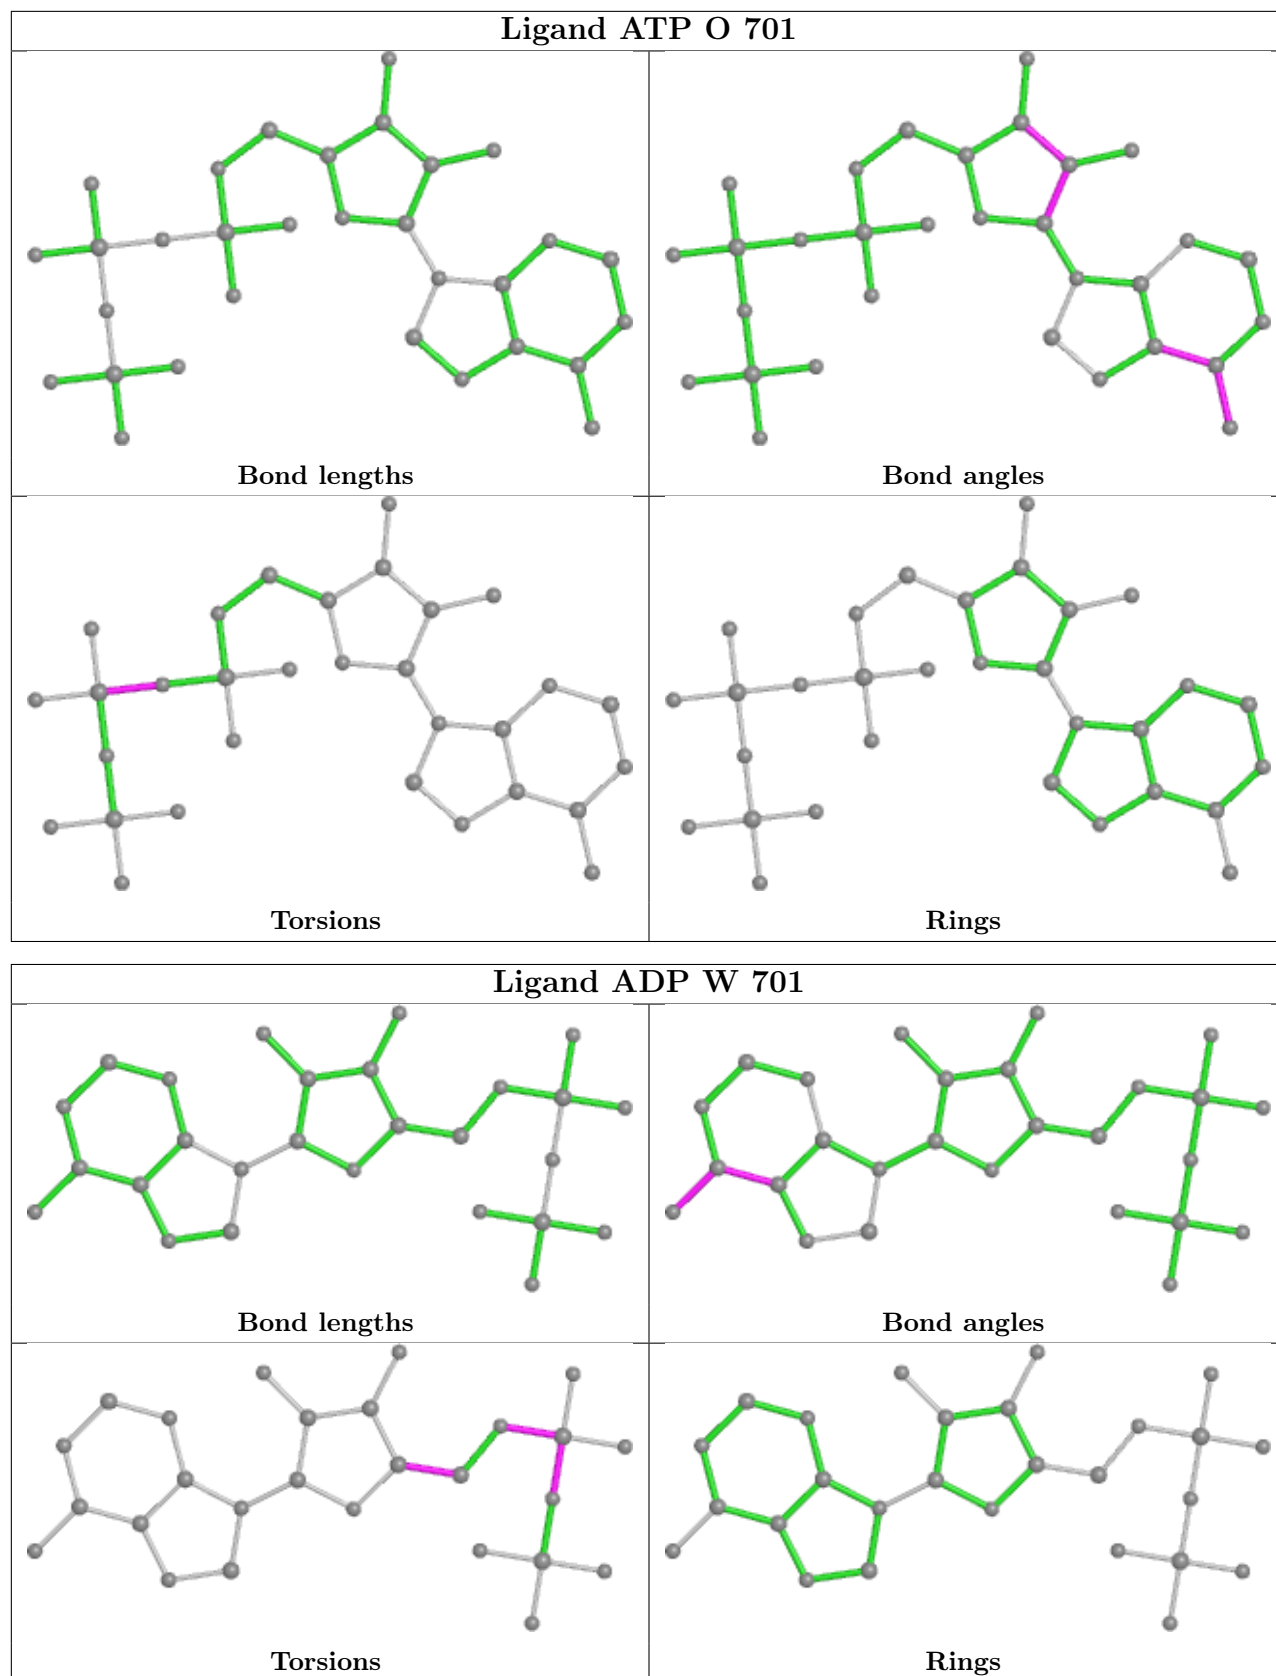 Ligand ATP O 701
Bond lengths
Bond angles
Torsions
Rings
Ligand ADP W 701
Bond lengths
Bond angles
Torsions
Rings